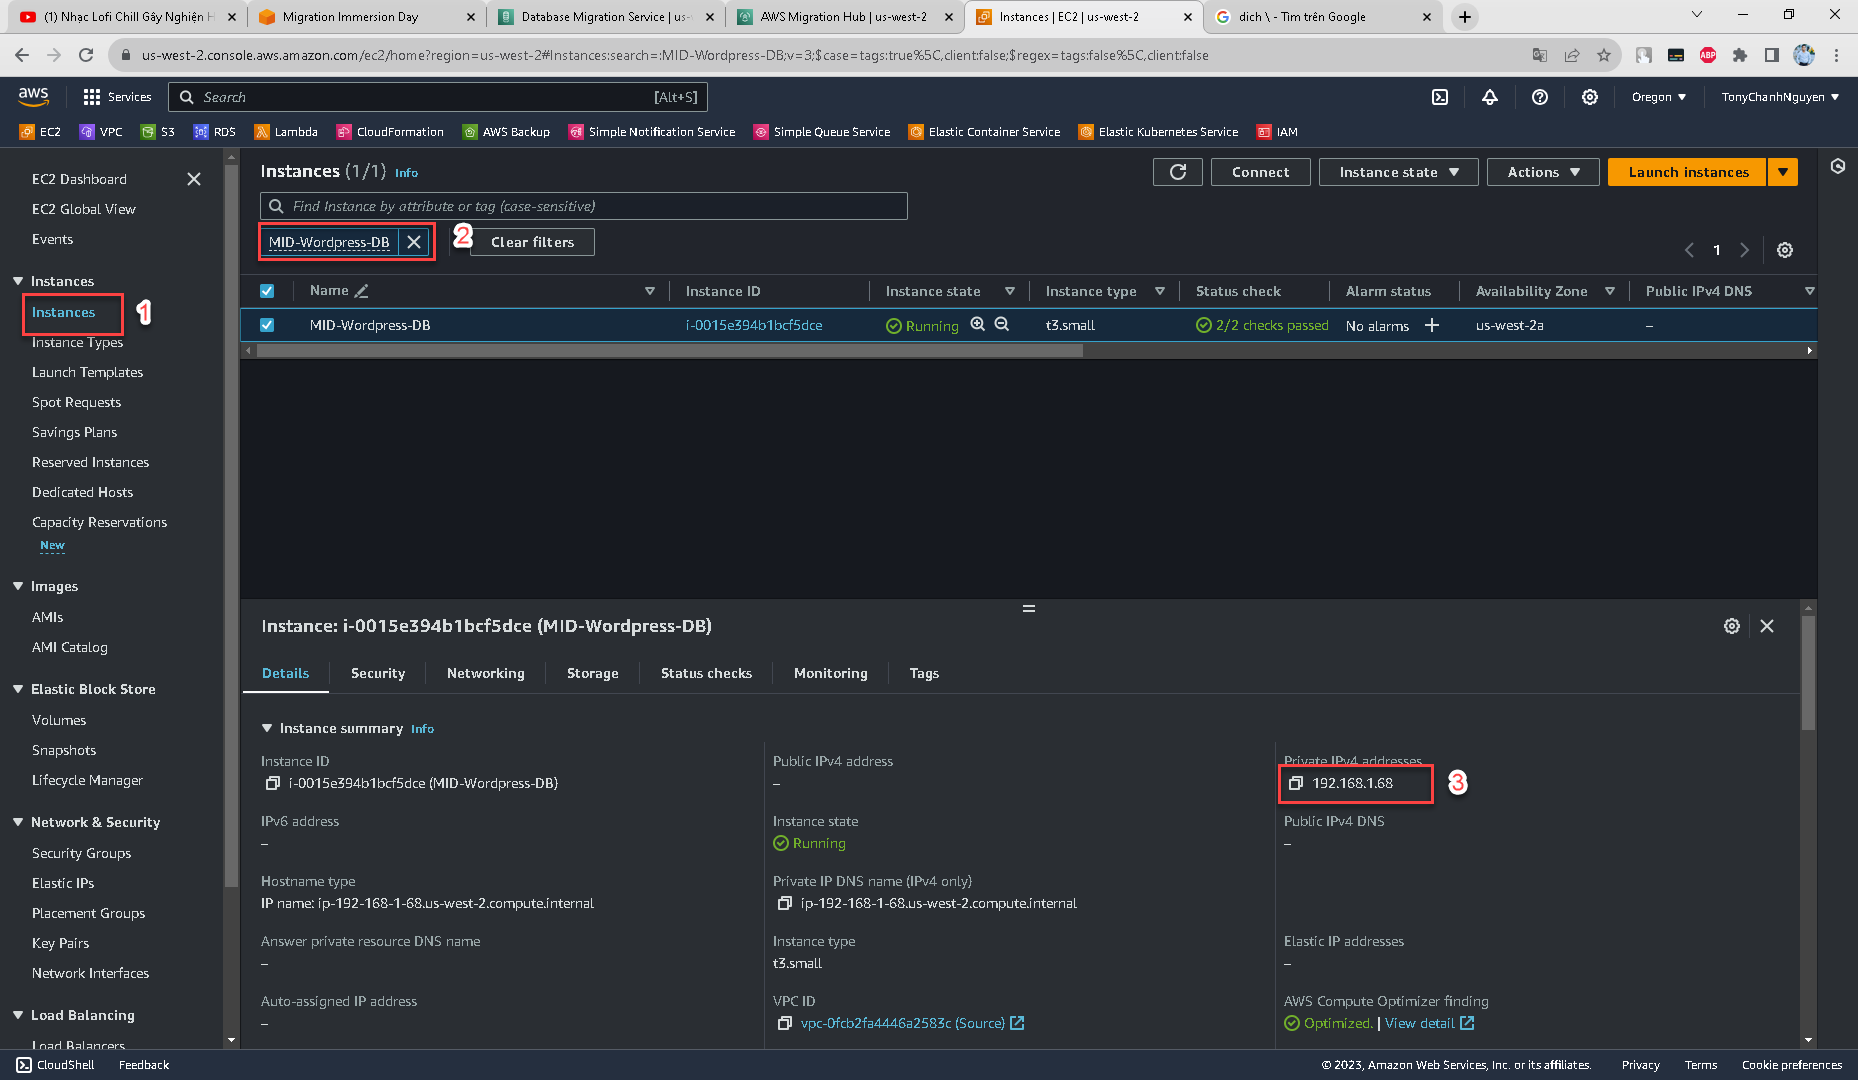 (1) Nhạc Lofi Chill Gây Nghiện H
Migration Immersion Day
Database Migration Service | us-
AWS Migration Hub | us-west-2
Instances | EC2 | us-west-2
dich \ - Tìm trên Google
us-west-2.console.aws.amazon.com/ec2/home?region=us-west-2#Instances:search=:MID-Wordpress-DB;v=3;$case=tags:true%5C,client:false;$regex=tags:false%5C,client:false
ABP
aws
Services
Search
[Alt+S]
Oregon
TonyChanhNguyen
EC2
VPC
S3
RDS
Lambda
CloudFormation
AWS Backup
Simple Notification Service
Simple Queue Service
Elastic Container Service
Elastic Kubernetes Service
IAM
EC2 Dashboard
EC2 Global View
Events
Instances
Instances
1
Instance Types
Launch Templates
Spot Requests
Savings Plans
Reserved Instances
Dedicated Hosts
Capacity Reservations
New
Images
AMIs
AMI Catalog
Elastic Block Store
Volumes
Snapshots
Lifecycle Manager
Network & Security
Security Groups
Elastic IPs
Placement Groups
Key Pairs
Network Interfaces
Load Balancing
Load Balancers
Instances (1/1) Info
Connect
Instance state
Actions
Launch instances
Find Instance by attribute or tag (case-sensitive)
MID-Wordpress-DB
2
Clear filters
1
Name
Instance ID
Instance state
Instance type
Status check
Alarm status
Availability Zone
Public IPv4 DNS
MID-Wordpress-DB
i-0015e394b1bcf5dce
Running
t3.small
2/2 checks passed
No alarms +
us-west-2a
–
Instance: i-0015e394b1bcf5dce (MID-Wordpress-DB)
Details
Security
Networking
Storage
Status checks
Monitoring
Tags
Instance summary Info
Instance ID
i-0015e394b1bcf5dce (MID-Wordpress-DB)
Public IPv4 address
–
Private IPv4 addresses
192.168.1.68
3
IPv6 address
–
Instance state
Running
Public IPv4 DNS
–
Hostname type
IP name: ip-192-168-1-68.us-west-2.compute.internal
Private IP DNS name (IPv4 only)
ip-192-168-1-68.us-west-2.compute.internal
Answer private resource DNS name
–
Instance type
t3.small
Elastic IP addresses
–
Auto-assigned IP address
–
VPC ID
vpc-0fcb2fa4446a2583c (Source)
AWS Compute Optimizer finding
Optimized. | View detail
CloudShell
Feedback
© 2023, Amazon Web Services, Inc. or its affiliates.
Privacy
Terms
Cookie preferences